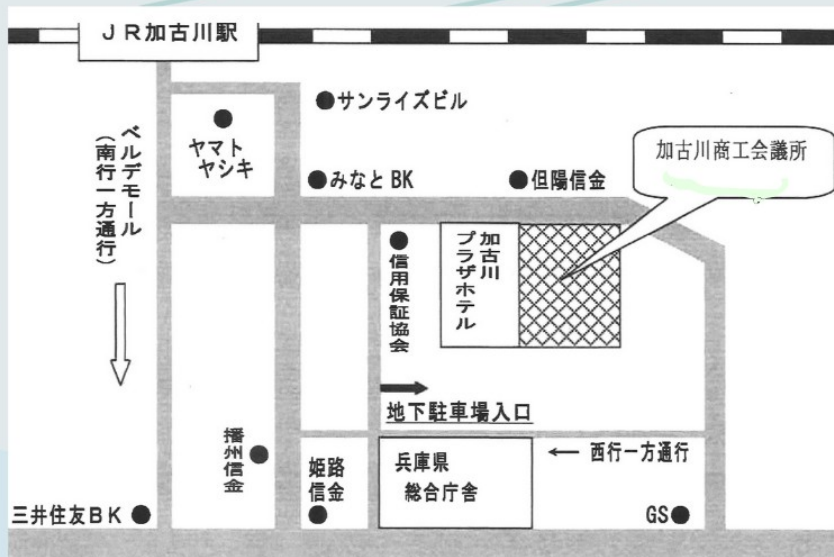 JR加古川駅
サンライズビル
ヤマト
ヤシキ
加古川商工会議所
ベルデモール
（南行一方通行）
みなとBK
但陽信金
信用保証協会
加古川
プラザホテル
地下駐車場入口
播州信金
姫路
信金
兵庫県
総合庁舎
← 西行一方通行
三井住友BK
GS